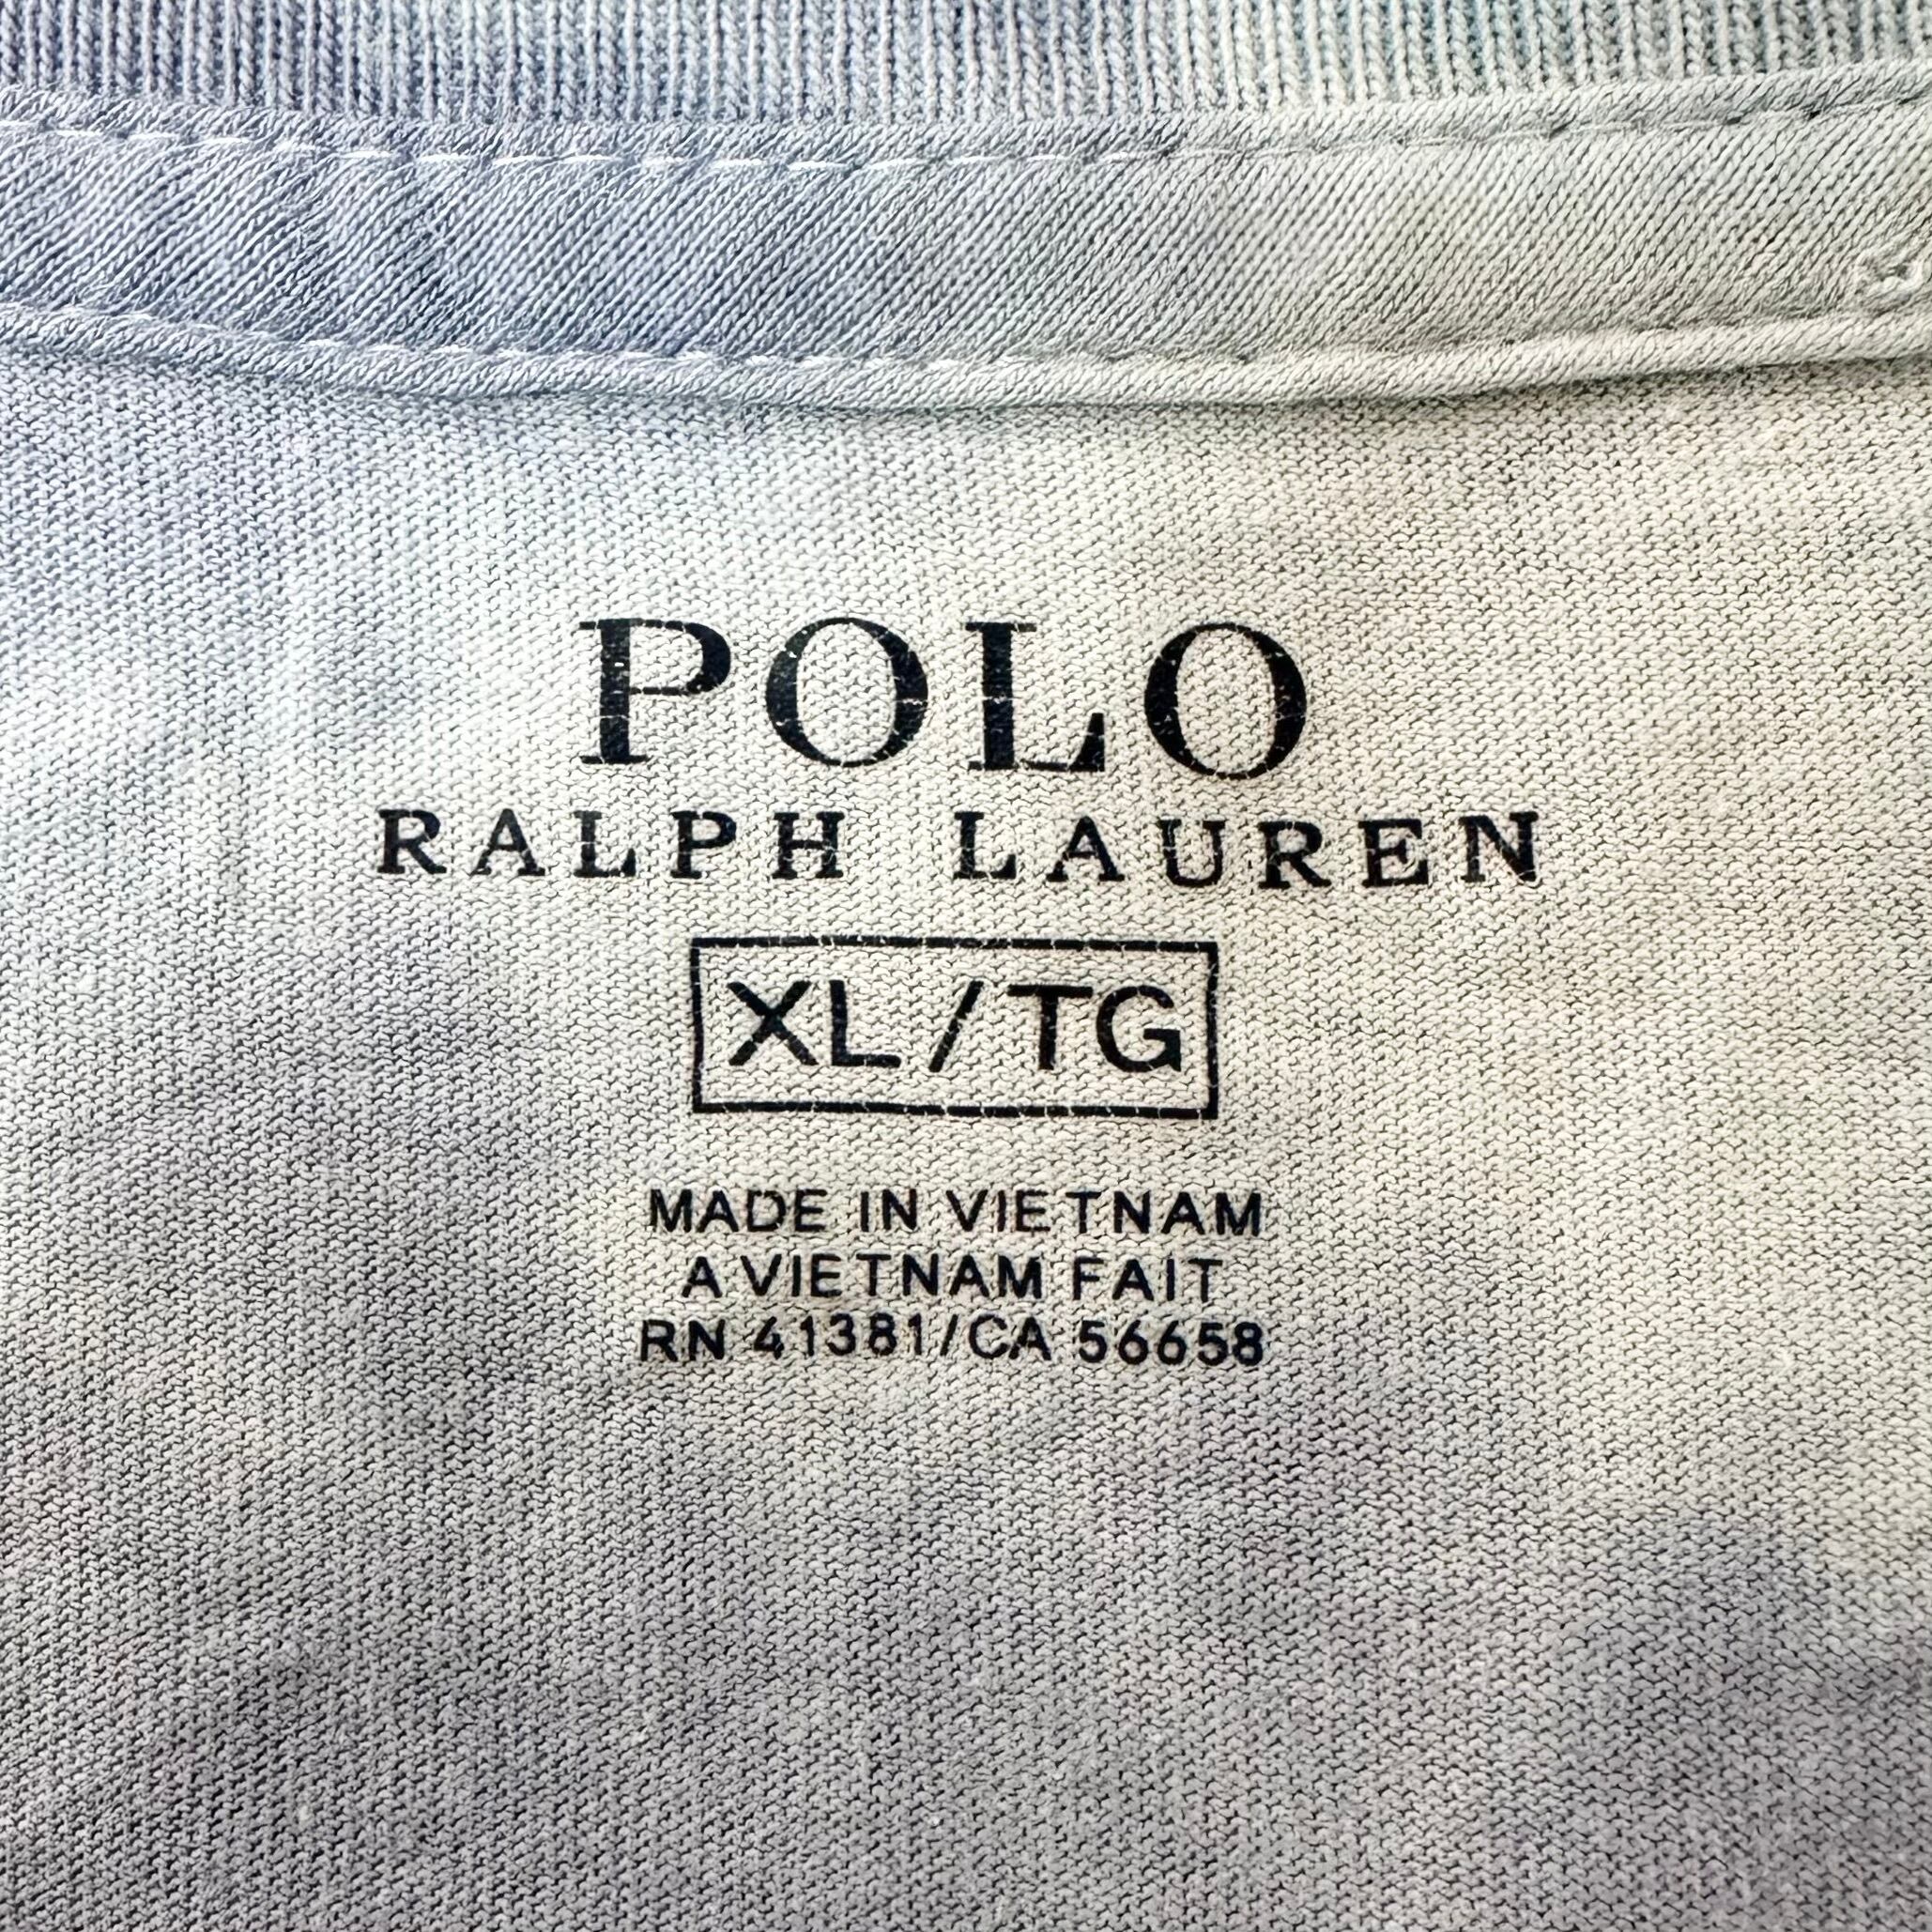 POLO
RALPH LAUREN
XL/TG
MADE IN VIETNAM
A VIETNAM FAIT
RN 41381/CA 56658